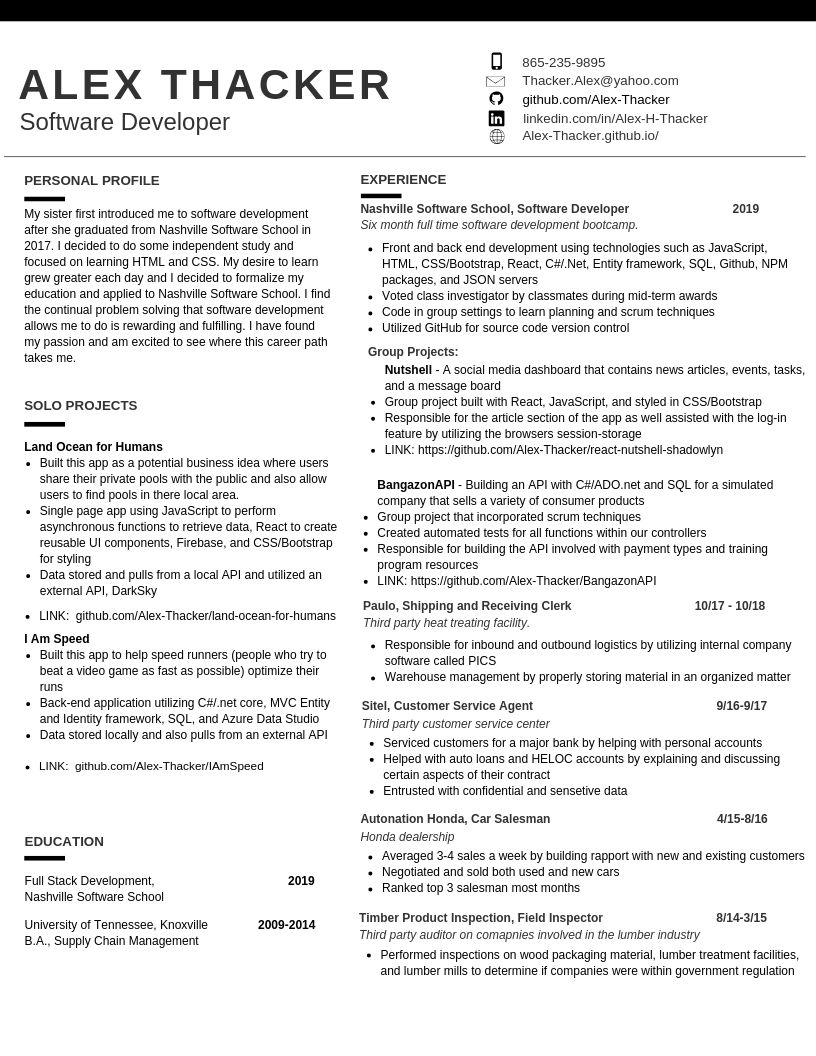 ALEX THACKER
Software Developer
865-235-9895
Thacker.Alex@yahoo.com
github.com/Alex-Thacker
linkedin.com/in/Alex-H-Thacker
Alex-Thacker.github.io/
PERSONAL PROFILE
My sister first introduced me to software development
after she graduated from Nashville Software School in
2017. I decided to do some independent study and
focused on learning HTML and CSS. My desire to learn
grew greater each day and I decided to formalize my
education and applied to Nashville Software School. I find
the continual problem solving that software development
allows me to do is rewarding and fulfilling. I have found
my passion and am excited to see where this career path
takes me.
SOLO PROJECTS
Land Ocean for Humans
• Built this app as a potential business idea where users
share their private pools with the public and also allow
users to find pools in there local area.
• Single page app using JavaScript to perform
asynchronous functions to retrieve data, React to create
reusable UI components, Firebase, and CSS/Bootstrap
for styling
• Data stored and pulls from a local API and utilized an
external API, DarkSky
• LINK: github.com/Alex-Thacker/land-ocean-for-humans
I Am Speed
• Built this app to help speed runners (people who try to
beat a video game as fast as possible) optimize their
runs
• Back-end application utilizing C#/.net core, MVC Entity
and Identity framework, SQL, and Azure Data Studio
• Data stored locally and also pulls from an external API
• LINK: github.com/Alex-Thacker/IAmSpeed
EDUCATION
Full Stack Development, 2019
Nashville Software School
University of Tennessee, Knoxville 2009-2014
B.A., Supply Chain Management
EXPERIENCE
Nashville Software School, Software Developer 2019
Six month full time software development bootcamp.
• Front and back end development using technologies such as JavaScript,
HTML, CSS/Bootstrap, React, C#/.Net, Entity framework, SQL, Github, NPM
packages, and JSON servers
• Voted class investigator by classmates during mid-term awards
• Code in group settings to learn planning and scrum techniques
• Utilized GitHub for source code version control
Group Projects:
Nutshell - A social media dashboard that contains news articles, events, tasks,
and a message board
• Group project built with React, JavaScript, and styled in CSS/Bootstrap
• Responsible for the article section of the app as well assisted with the log-in
feature by utilizing the browsers session-storage
• LINK: https://github.com/Alex-Thacker/react-nutshell-shadowlyn
BangazonAPI - Building an API with C#/ADO.net and SQL for a simulated
company that sells a variety of consumer products
• Group project that incorporated scrum techniques
• Created automated tests for all functions within our controllers
• Responsible for building the API involved with payment types and training
program resources
• LINK: https://github.com/Alex-Thacker/BangazonAPI
Paulo, Shipping and Receiving Clerk 10/17 - 10/18
Third party heat treating facility.
• Responsible for inbound and outbound logistics by utilizing internal company
software called PICS
• Warehouse management by properly storing material in an organized matter
Sitel, Customer Service Agent 9/16-9/17
Third party customer service center
• Serviced customers for a major bank by helping with personal accounts
• Helped with auto loans and HELOC accounts by explaining and discussing
certain aspects of their contract
• Entrusted with confidential and sensetive data
Autonation Honda, Car Salesman 4/15-8/16
Honda dealership
• Averaged 3-4 sales a week by building rapport with new and existing customers
• Negotiated and sold both used and new cars
• Ranked top 3 salesman most months
Timber Product Inspection, Field Inspector 8/14-3/15
Third party auditor on comapnies involved in the lumber industry
• Performed inspections on wood packaging material, lumber treatment facilities,
and lumber mills to determine if companies were within government regulation